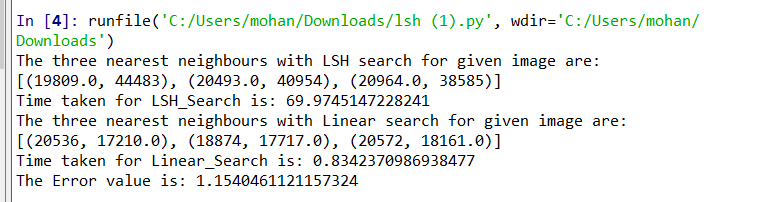 In [4]: runfile('C:/Users/mohan/Downloads/lsh (1).py', wdir='C:/Users/mohan/
Downloads')
The three nearest neighbours with LSH search for given image are:
[(19809.0, 44483), (20493.0, 40954), (20964.0, 38585)]
Time taken for LSH_Search is: 69.9745147228241
The three nearest neighbours with Linear search for given image are:
[(20536, 17210.0), (18874, 17717.0), (20572, 18161.0)]
Time taken for Linear_Search is: 0.8342370986938477
The Error value is: 1.1540461121157324